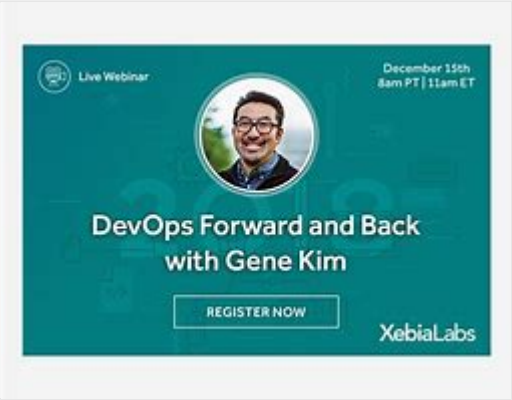 Live Webinar
December 15th
8am PT | 11am ET
DevOps Forward and Back
with Gene Kim
REGISTER NOW
XebiaLabs